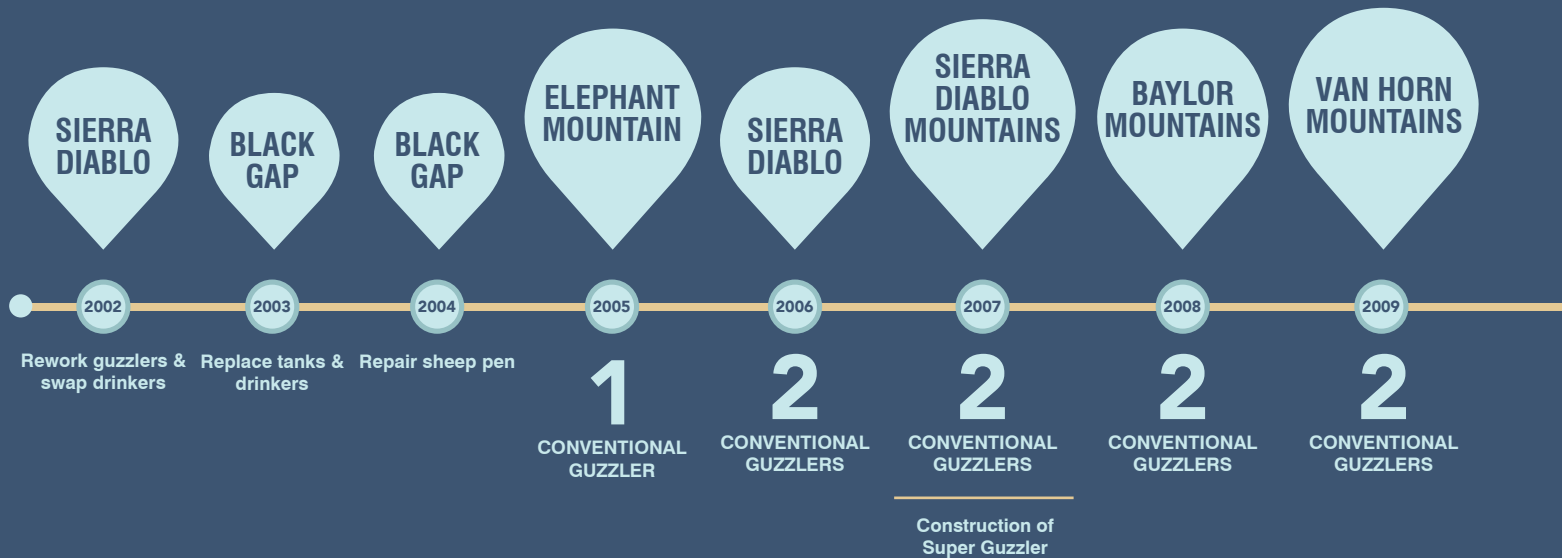 SIERRA
DIABLO
BLACK
GAP
BLACK
GAP
ELEPHANT
MOUNTAIN
SIERRA
DIABLO
SIERRA
DIABLO
MOUNTAINS
BAYLOR
MOUNTAINS
VAN HORN
MOUNTAINS
2002
2003
2004
2005
2006
2007
2008
2009
Rework guzzlers &
swap drinkers
Replace tanks &
drinkers
Repair sheep pen
1
CONVENTIONAL
GUZZLER
2
CONVENTIONAL
GUZZLERS
2
CONVENTIONAL
GUZZLERS
Construction of
Super Guzzler
2
CONVENTIONAL
GUZZLERS
2
CONVENTIONAL
GUZZLERS